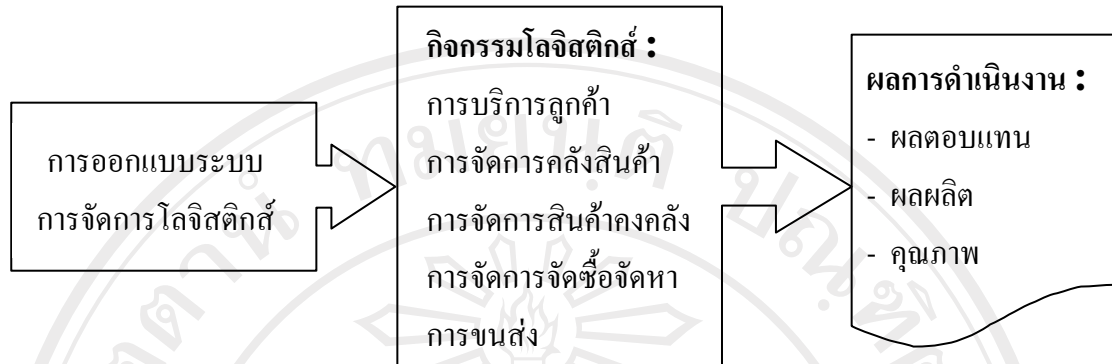 การออกแบบระบบ
การจัดการโลจิสติกส์
กิจกรรมโลจิสติกส์ :
การบริการลูกค้า
การจัดการคลังสินค้า
การจัดการสินค้าคงคลัง
การจัดการจัดซื้อจัดหา
การขนส่ง
ผลการดำเนินงาน :
- ผลตอบแทน
- ผลผลิต
- คุณภาพ